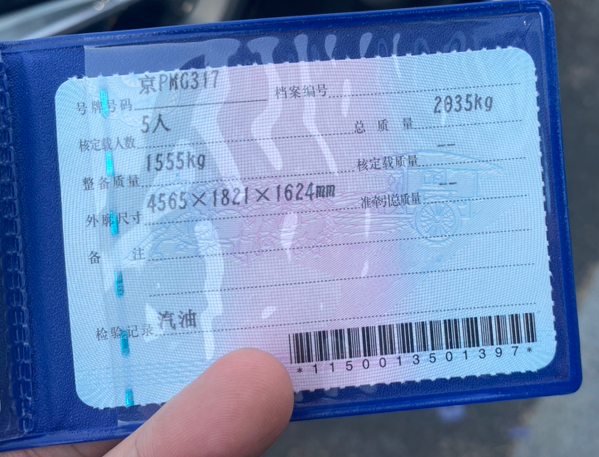 号牌号码 京PMG317 档案编号
核定载人数 5人 总质量 2035kg
整备质量 1555kg 核定载质量 --
外廓尺寸 4565×1821×1624mm 准牵引总质量 --
备注
检验记录 汽油
*1150013501397*